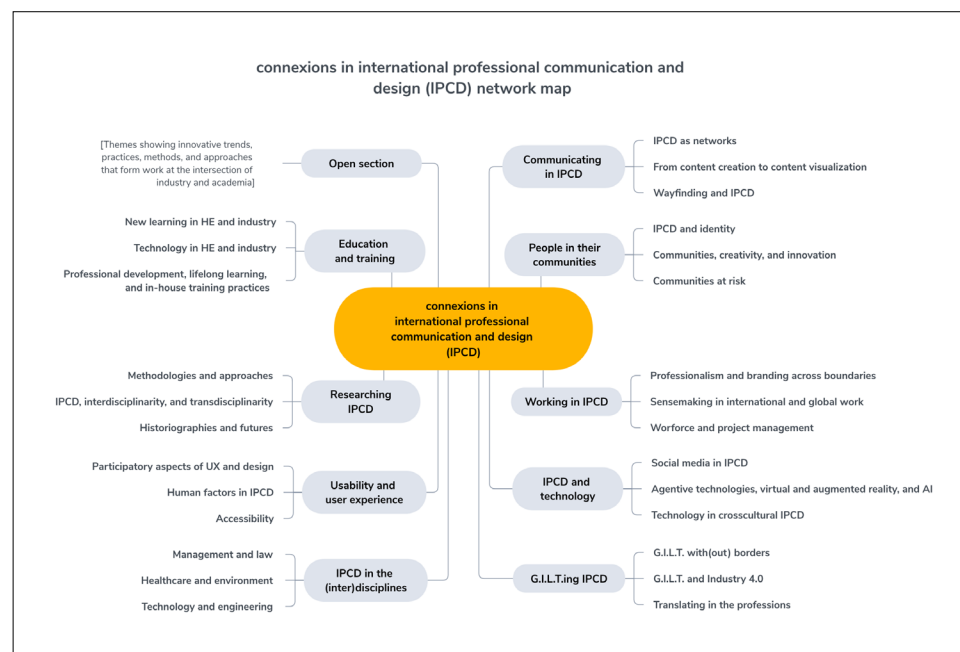 connexions in international professional communication and
design (IPCD) network map
[Themes showing innovative trends,
practices, methods, and approaches
that form work at the intersection of
industry and academia]
Open section
New learning in HE and industry
Technology in HE and industry
Professional development, lifelong learning,
and in-house training practices
Education
and training
Communicating
in IPCD
IPCD as networks
From content creation to content visualization
Wayfinding and IPCD
People in their
communities
IPCD and identity
Communities, creativity, and innovation
Communities at risk
connexions in
international professional
communication and design
(IPCD)
Methodologies and approaches
IPCD, interdisciplinarity, and transdisciplinarity
Historiographies and futures
Researching
IPCD
Participatory aspects of UX and design
Human factors in IPCD
Accessibility
Usability and
user experience
Management and law
Healthcare and environment
Technology and engineering
IPCD in the
(inter)disciplines
Working in IPCD
Professionalism and branding across boundaries
Sensemaking in international and global work
Worforce and project management
IPCD and
technology
Social media in IPCD
Agentive technologies, virtual and augmented reality, and AI
Technology in crosscultural IPCD
G.I.L.T.ing IPCD
G.I.L.T. with(out) borders
G.I.L.T. and Industry 4.0
Translating in the professions